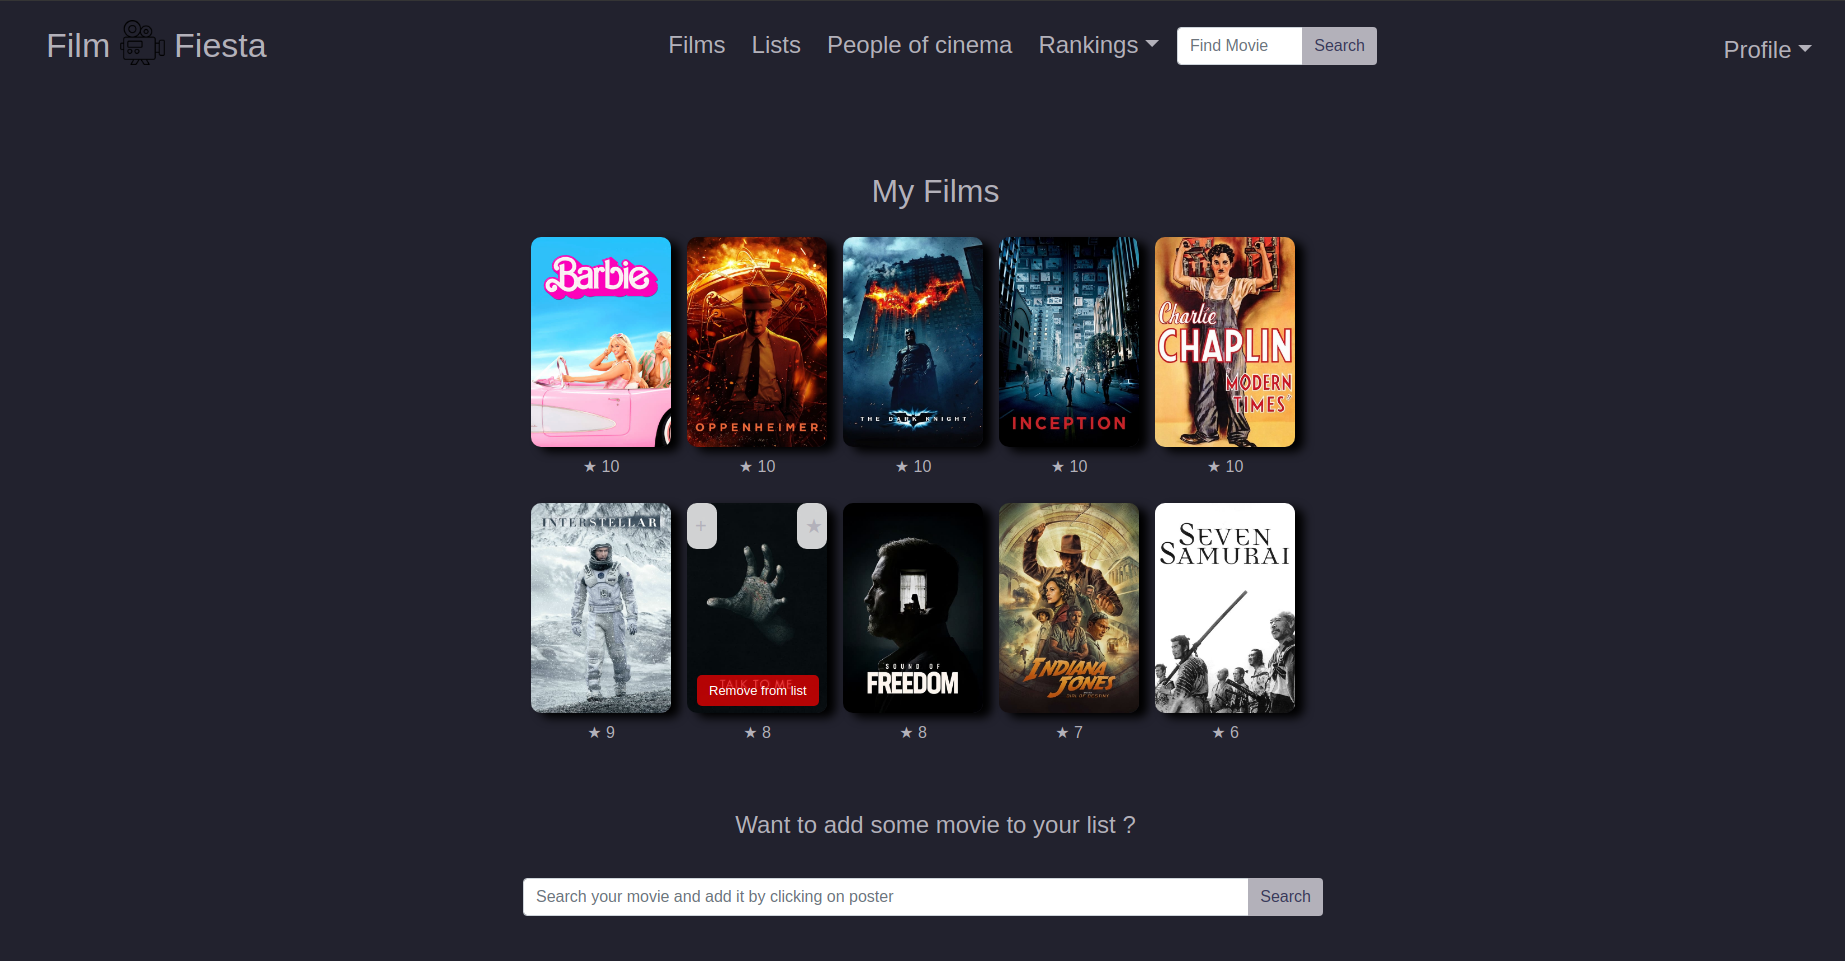 Film Fiesta
Films Lists People of cinema Rankings
Find Movie Search
Profile
My Films
Barbie
OPPENHEIMER
THE DARK KNIGHT
INCEPTION
Charlie
CHAPLIN
MODERN
TIMES
★ 10 ★ 10 ★ 10 ★ 10 ★ 10
INTERSTELLAR
+ ★
TALK TO ME
Remove from list
SOUND OF
FREEDOM
INDIANA
JONES
SEVEN
SAMURAI
★ 9 ★ 8 ★ 8 ★ 7 ★ 6
Want to add some movie to your list ?
Search your movie and add it by clicking on poster Search